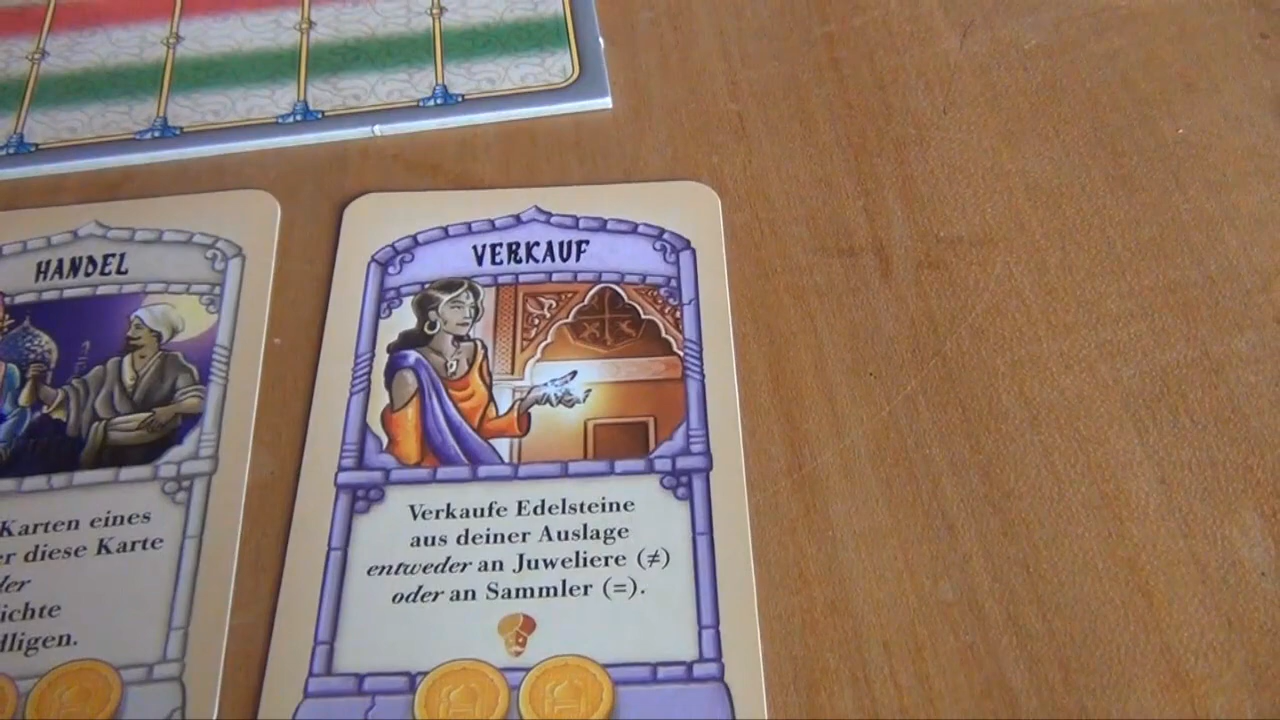 HANDEL
Karten eines
er diese Karte
der
ichte
lligen.
VERKAUF
Verkaufe Edelsteine
aus deiner Auslage
entweder an Juweliere (≠)
oder an Sammler (=).